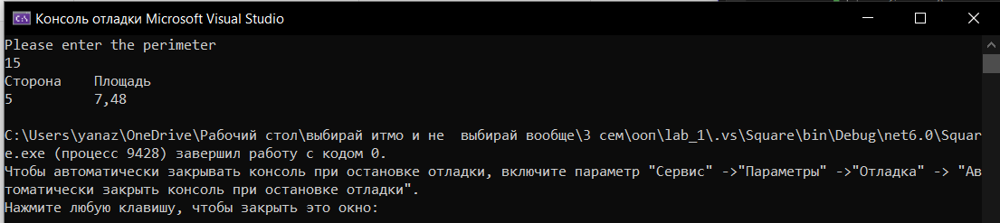 Консоль отладки Microsoft Visual Studio
Please enter the perimeter
15
Сторона    Площадь
5          7,48
C:\Users\yanaz\OneDrive\Рабочий стол\выбирай итмо и не  выбирай вообще\3 сем\ооп\lab_1\.vs\Square\bin\Debug\net6.0\Squar
e.exe (процесс 9428) завершил работу с кодом 0.
Чтобы автоматически закрывать консоль при остановке отладки, включите параметр "Сервис" ->"Параметры" ->"Отладка" -> "Ав
томатически закрыть консоль при остановке отладки".
Нажмите любую клавишу, чтобы закрыть это окно: